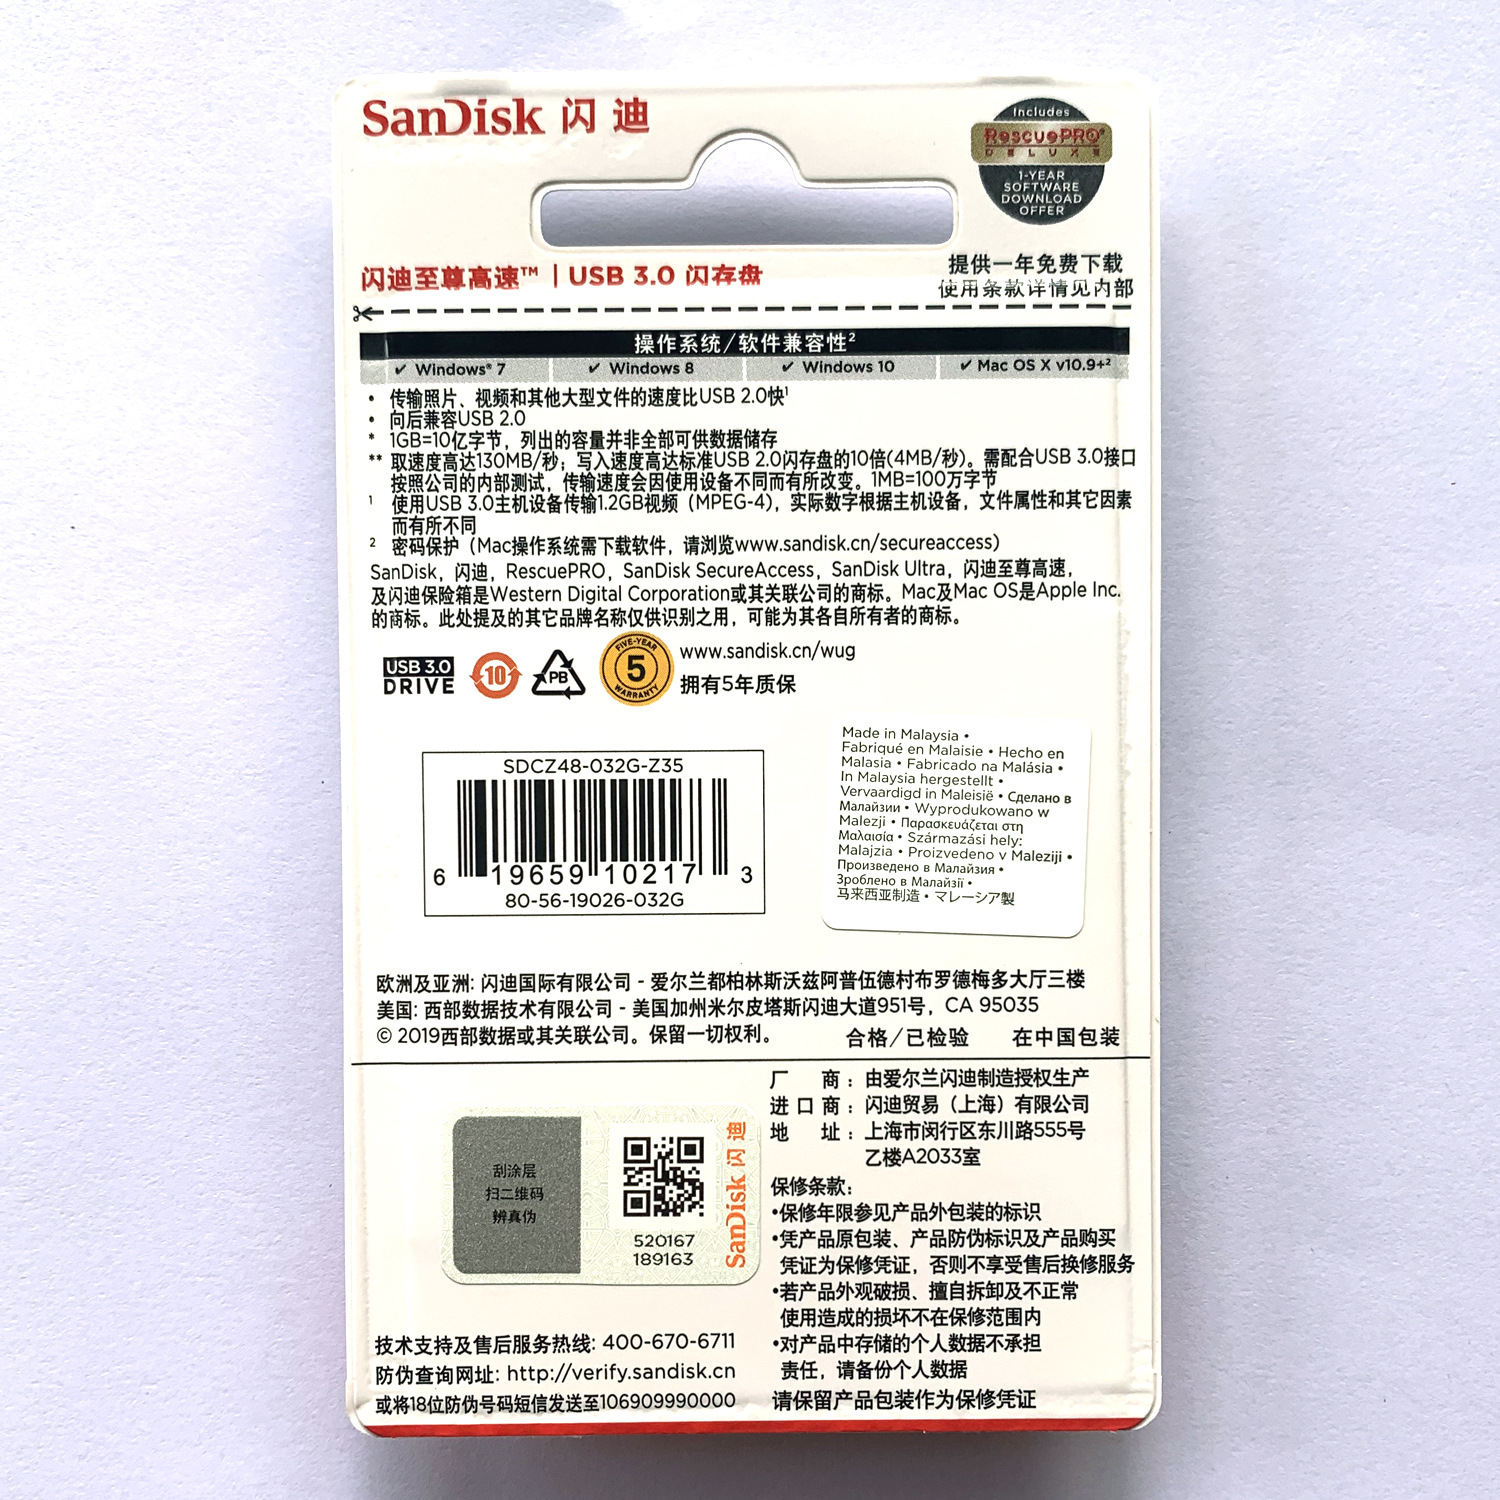 SanDisk 闪迪
Includes
RescuePRO®
DELUXE
1-YEAR
SOFTWARE
DOWNLOAD
OFFER
闪迪至尊高速™ | USB 3.0 闪存盘
提供一年免费下载
使用条款详情见内部
操作系统/软件兼容性²
✓ Windows® 7 ✓ Windows 8 ✓ Windows 10 ✓ Mac OS X v10.9+²
• 传输照片、视频和其他大型文件的速度比USB 2.0快¹
• 向后兼容USB 2.0
* 1GB=10亿字节，列出的容量并非全部可供数据储存
** 取速度高达130MB/秒；写入速度高达标准USB 2.0闪存盘的10倍(4MB/秒)。需配合USB 3.0接口
按照公司的内部测试，传输速度会因使用设备不同而有所改变。1MB=100万字节
¹ 使用USB 3.0主机设备传输1.2GB视频（MPEG-4)，实际数字根据主机设备，文件属性和其它因素
而有所不同
² 密码保护（Mac操作系统需下载软件，请浏览www.sandisk.cn/secureaccess)
SanDisk，闪迪，RescuePRO，SanDisk SecureAccess，SanDisk Ultra，闪迪至尊高速，
及闪迪保险箱是Western Digital Corporation或其关联公司的商标。Mac及Mac OS是Apple Inc.
的商标。此处提及的其它品牌名称仅供识别之用，可能为其各自所有者的商标。
USB 3.0
DRIVE
10
PB
FIVE-YEAR
5
WARRANTY
www.sandisk.cn/wug
拥有5年质保
SDCZ48-032G-Z35
6 19659 10217 3
80-56-19026-032G
Made in Malaysia •
Fabriqué en Malaisie • Hecho en
Malasia • Fabricado na Malásia •
In Malaysia hergestellt •
Vervaardigd in Maleisië • Сделано в
Малайзии • Wyprodukowano w
Malezji • Παρασκευάζεται στη
Μαλαισία • Származási hely:
Malajzia • Proizvedeno v Maleziji •
Произведено в Малайзия •
Зроблено в Малайзії •
马来西亚制造 • マレーシア製
欧洲及亚洲: 闪迪国际有限公司 - 爱尔兰都柏林斯沃兹阿普伍德村布罗德梅多大厅三楼
美国: 西部数据技术有限公司 - 美国加州米尔皮塔斯闪迪大道951号，CA 95035
© 2019西部数据或其关联公司。保留一切权利。 合格/已检验 在中国包装
厂 商：由爱尔兰闪迪制造授权生产
进口商：闪迪贸易（上海）有限公司
地 址：上海市闵行区东川路555号
乙楼A2033室
刮涂层
扫二维码
辨真伪
520167
189163
SanDisk 闪迪
保修条款:
•保修年限参见产品外包装的标识
•凭产品原包装、产品防伪标识及产品购买
凭证为保修凭证，否则不享受售后换修服务
•若产品外观破损、擅自拆卸及不正常
使用造成的损坏不在保修范围内
•对产品中存储的个人数据不承担
责任，请备份个人数据
请保留产品包装作为保修凭证
技术支持及售后服务热线: 400-670-6711
防伪查询网址: http://verify.sandisk.cn
或将18位防伪号码短信发送至106909990000